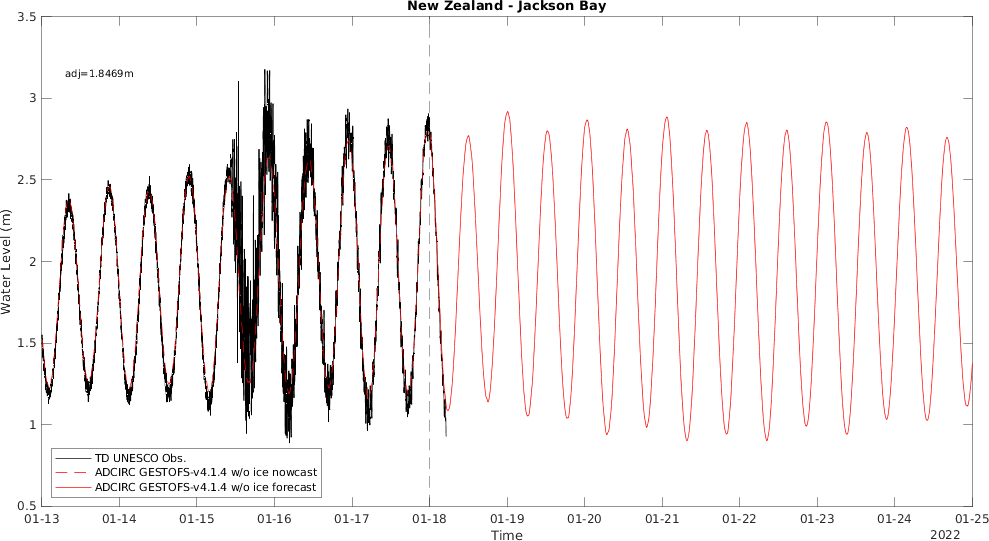 New Zealand - Jackson Bay
3.5
3
2.5
2
1.5
1
0.5
Water Level (m)
adj=1.8469m
TD UNESCO Obs.
ADCIRC GESTOFS-v4.1.4 w/o ice nowcast
ADCIRC GESTOFS-v4.1.4 w/o ice forecast
01-13 01-14 01-15 01-16 01-17 01-18 01-19 01-20 01-21 01-22 01-23 01-24 01-25
Time
2022